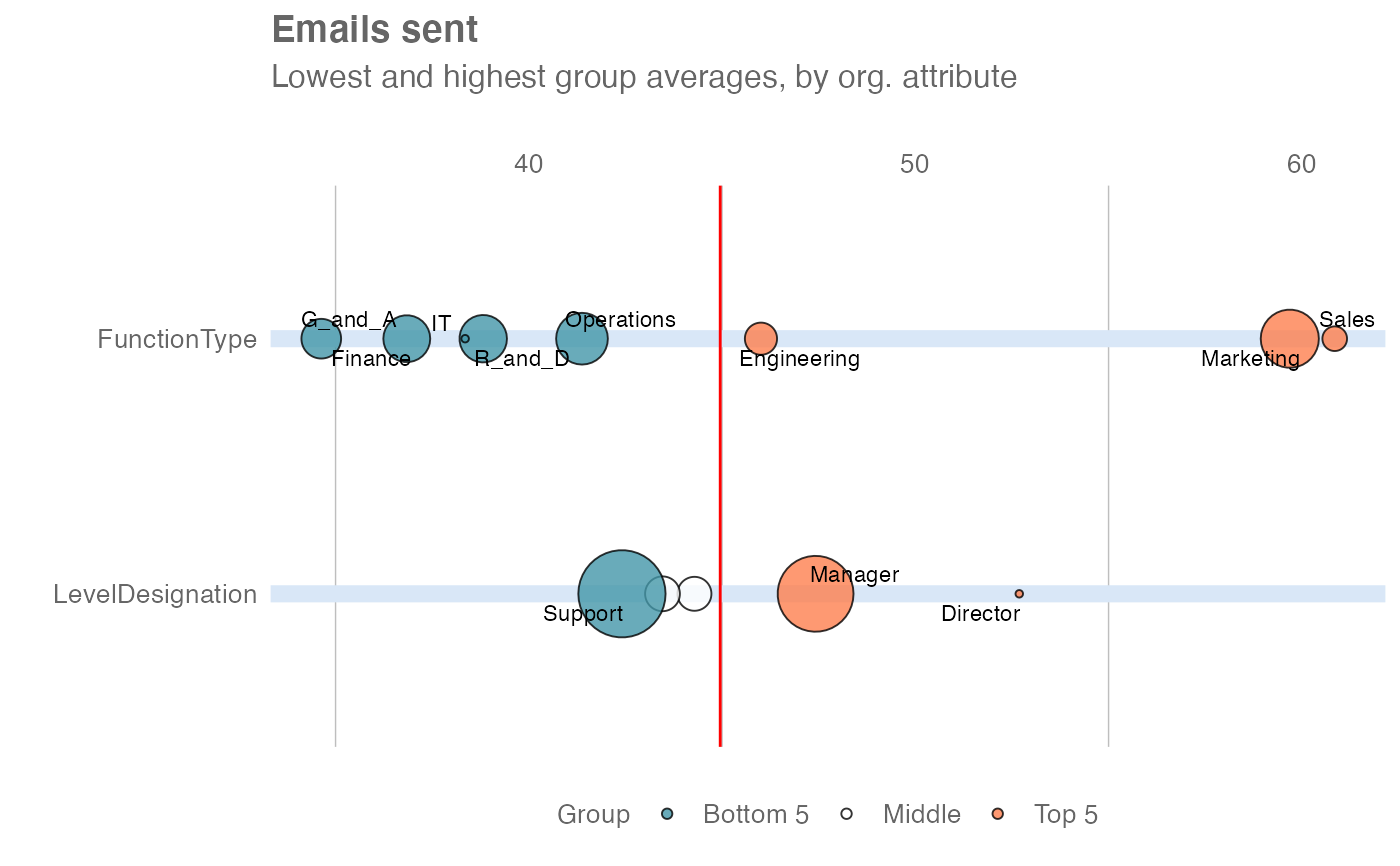 Emails sent
Lowest and highest group averages, by org. attribute
40 50 60
FunctionType
G_and_A IT Operations Sales
Finance R_and_D Engineering Marketing
LevelDesignation
Manager
Support Director
Group Bottom 5 Middle Top 5